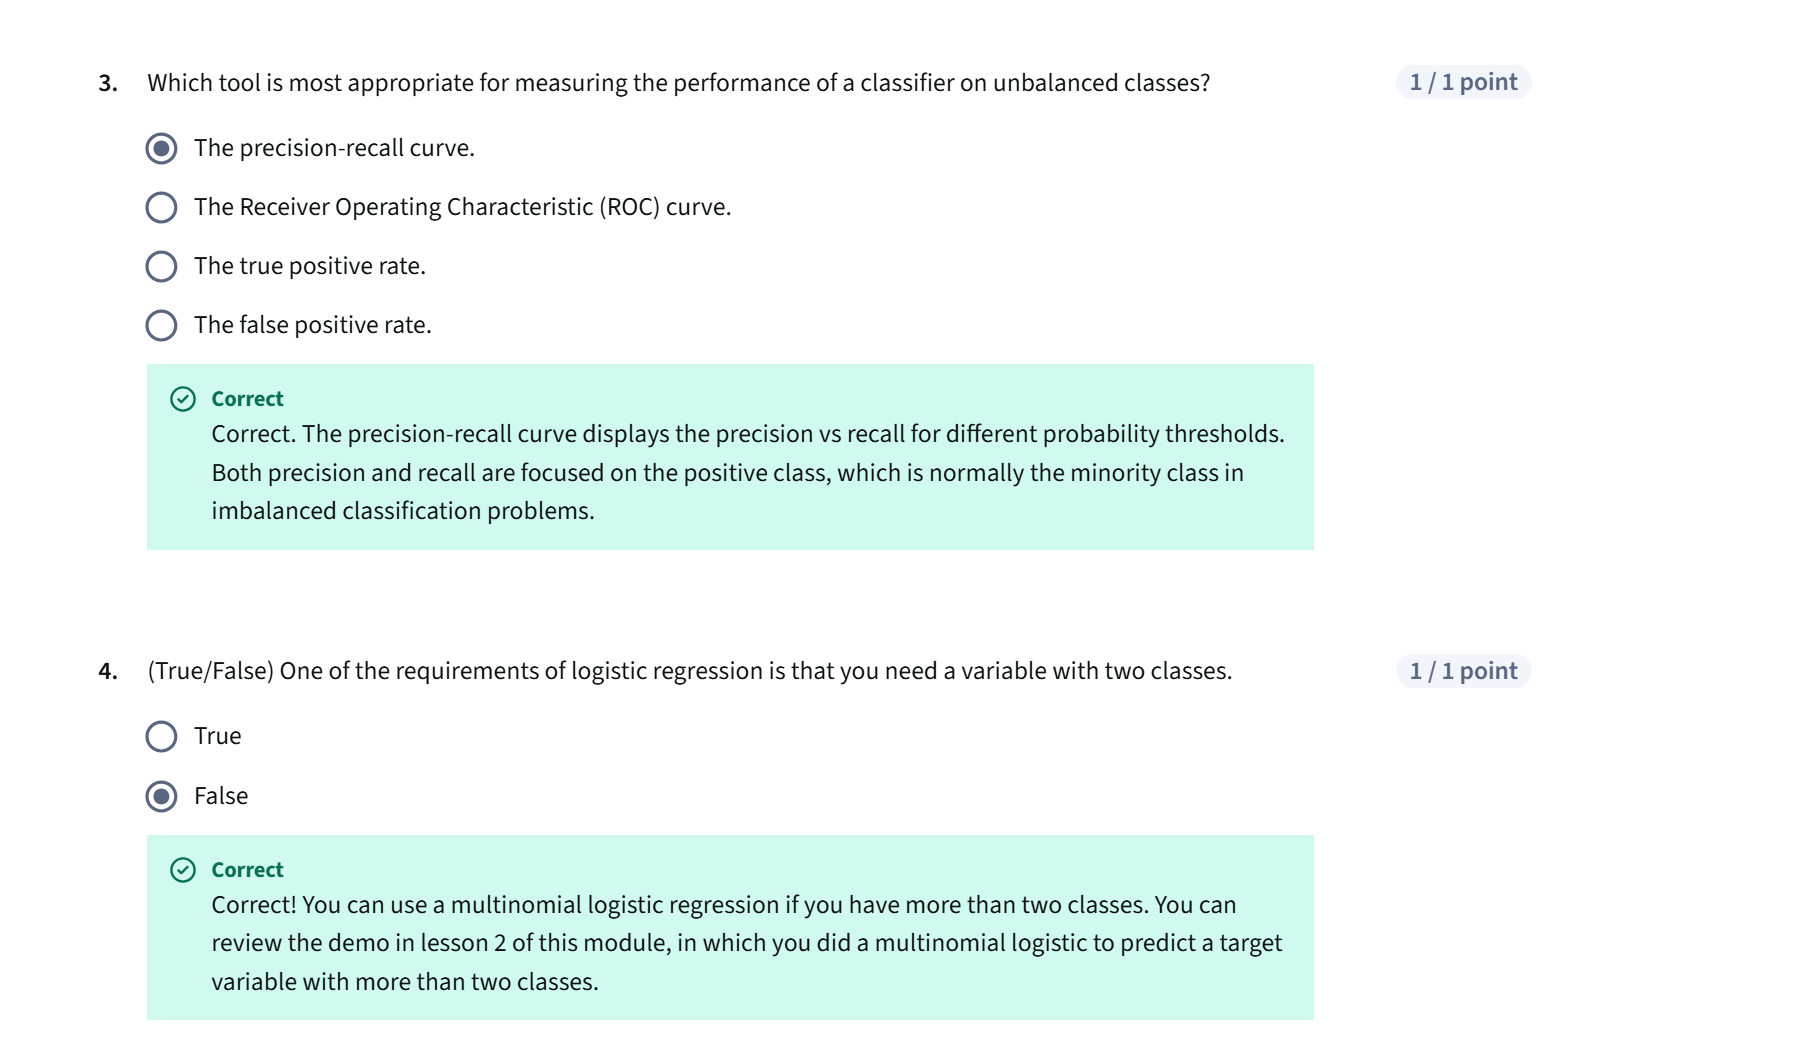 3. Which tool is most appropriate for measuring the performance of a classifier on unbalanced classes? 1 / 1 point
The precision-recall curve.
The Receiver Operating Characteristic (ROC) curve.
The true positive rate.
The false positive rate.
Correct
Correct. The precision-recall curve displays the precision vs recall for different probability thresholds.
Both precision and recall are focused on the positive class, which is normally the minority class in
imbalanced classification problems.
4. (True/False) One of the requirements of logistic regression is that you need a variable with two classes. 1 / 1 point
True
False
Correct
Correct! You can use a multinomial logistic regression if you have more than two classes. You can
review the demo in lesson 2 of this module, in which you did a multinomial logistic to predict a target
variable with more than two classes.